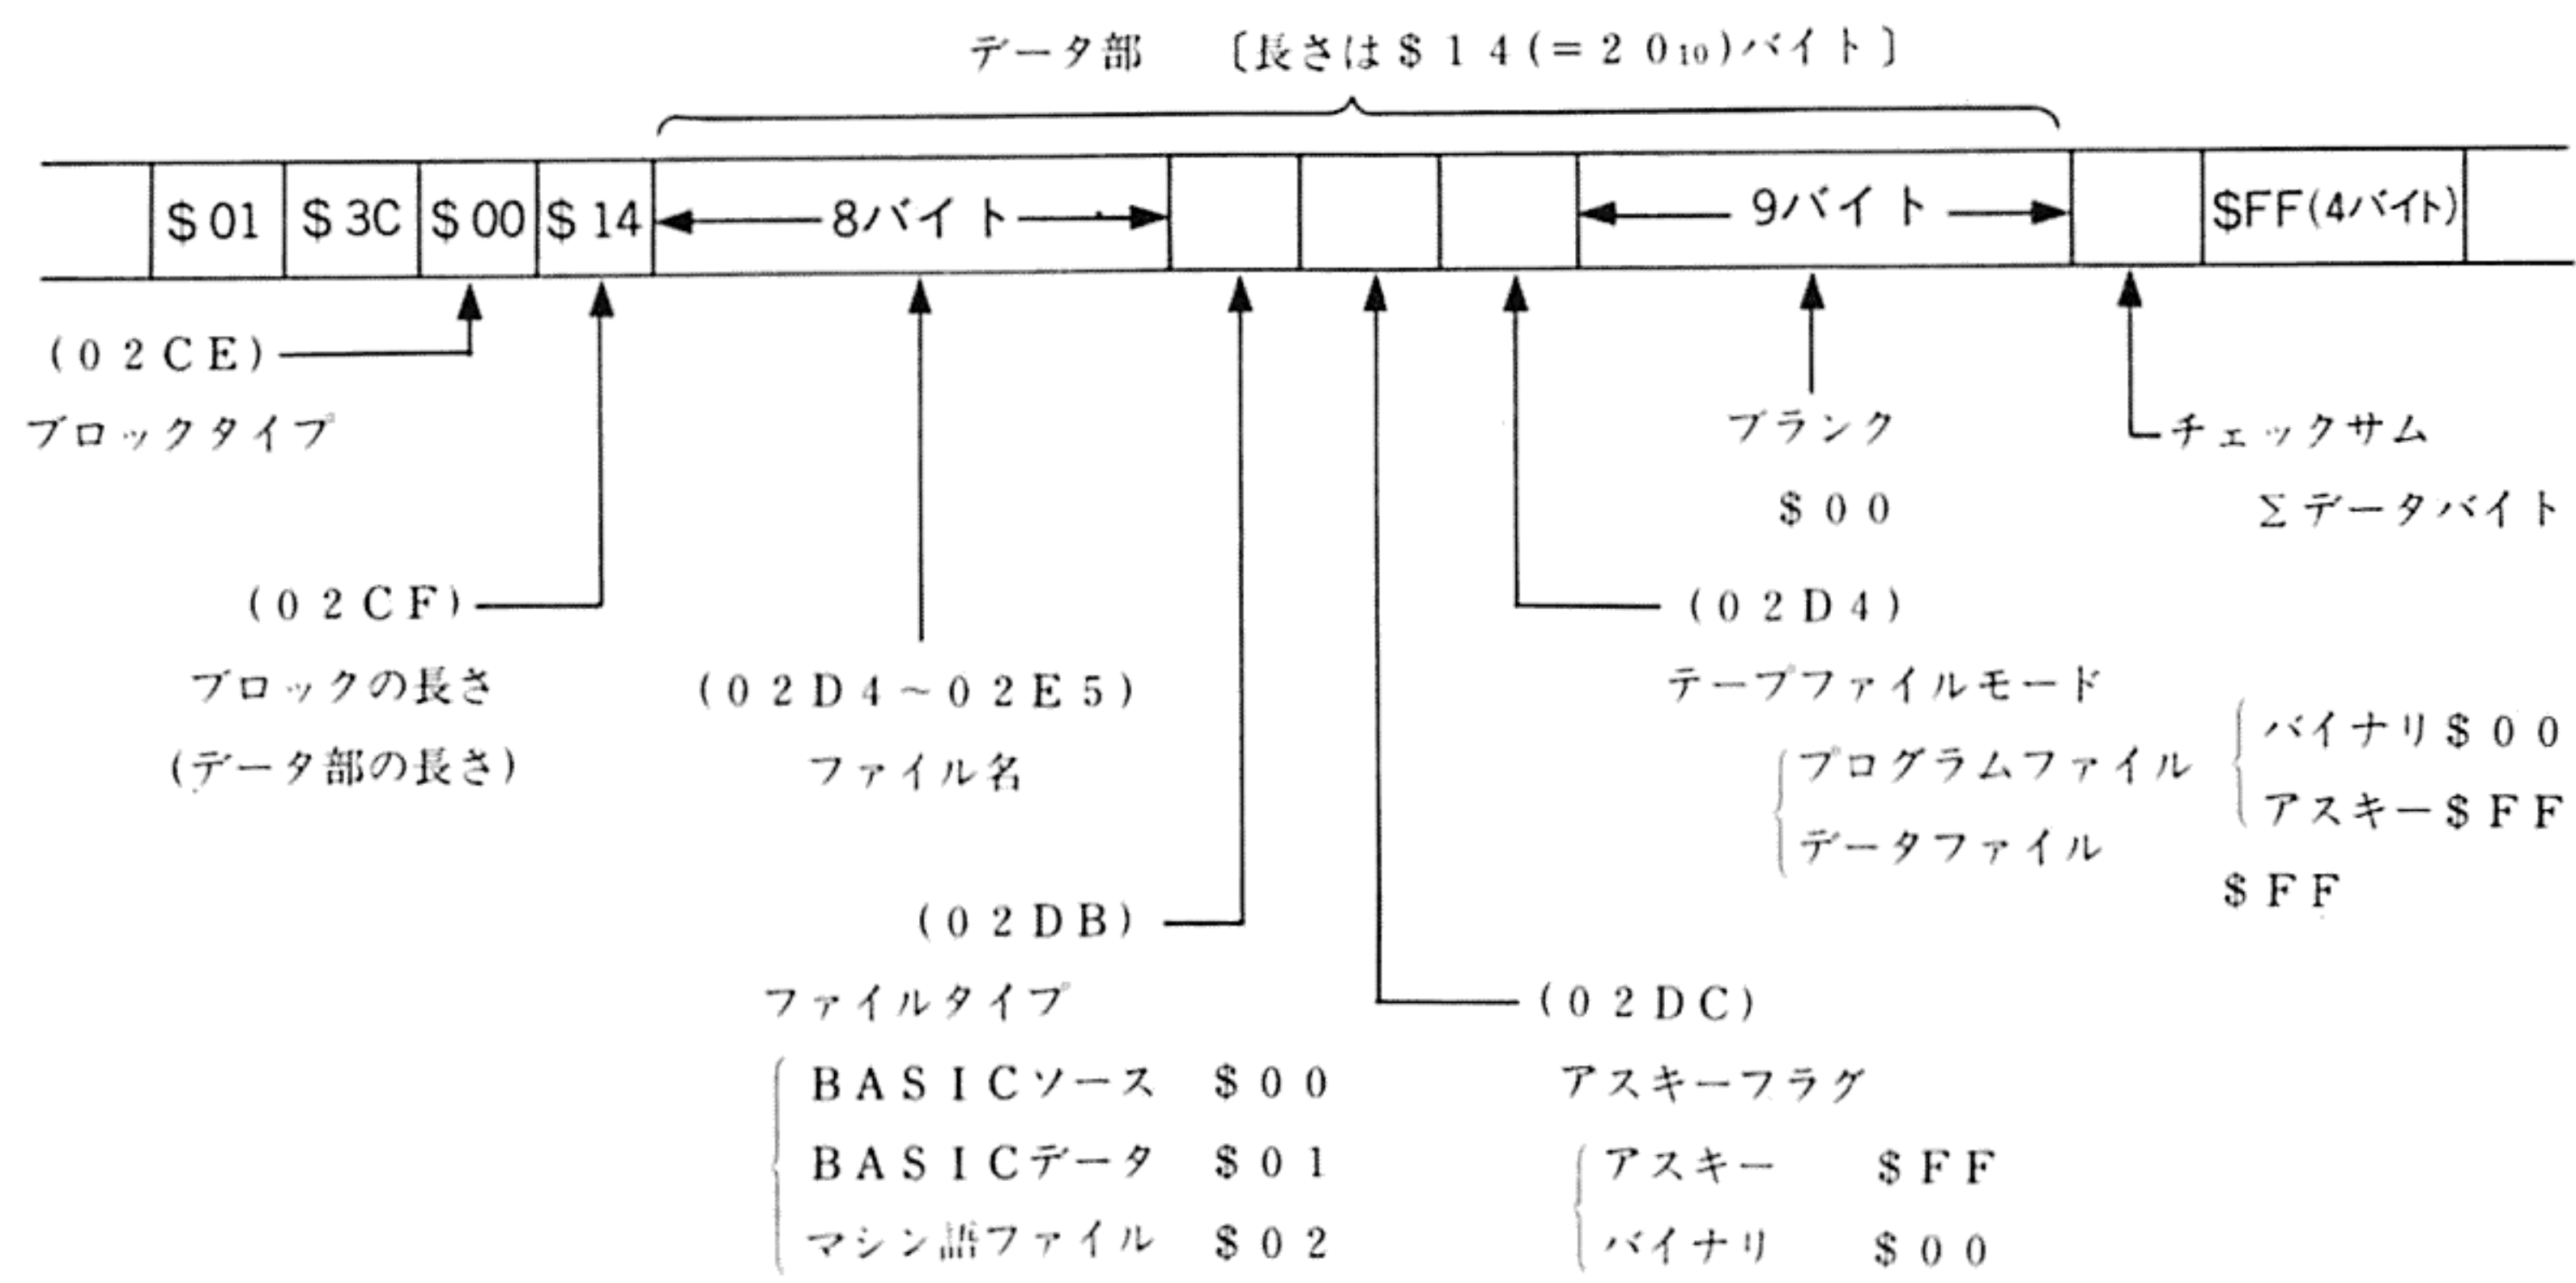 データ部 〔長さは$14(=20₁₀)バイト〕
$01 $3C $00 $14 8バイト 9バイト $FF(4バイト)
(02CE)
ブロックタイプ
(02CF)
ブロックの長さ
(データ部の長さ)
(02D4~02E5)
ファイル名
(02DB)
ファイルタイプ
BASICソース $00
BASICデータ $01
マシン語ファイル $02
(02DC)
アスキーフラグ
アスキー $FF
バイナリ $00
(02D4)
テープファイルモード
プログラムファイル
バイナリ$00
アスキー$FF
データファイル
$FF
ブランク
$00
チェックサム
Σデータバイト